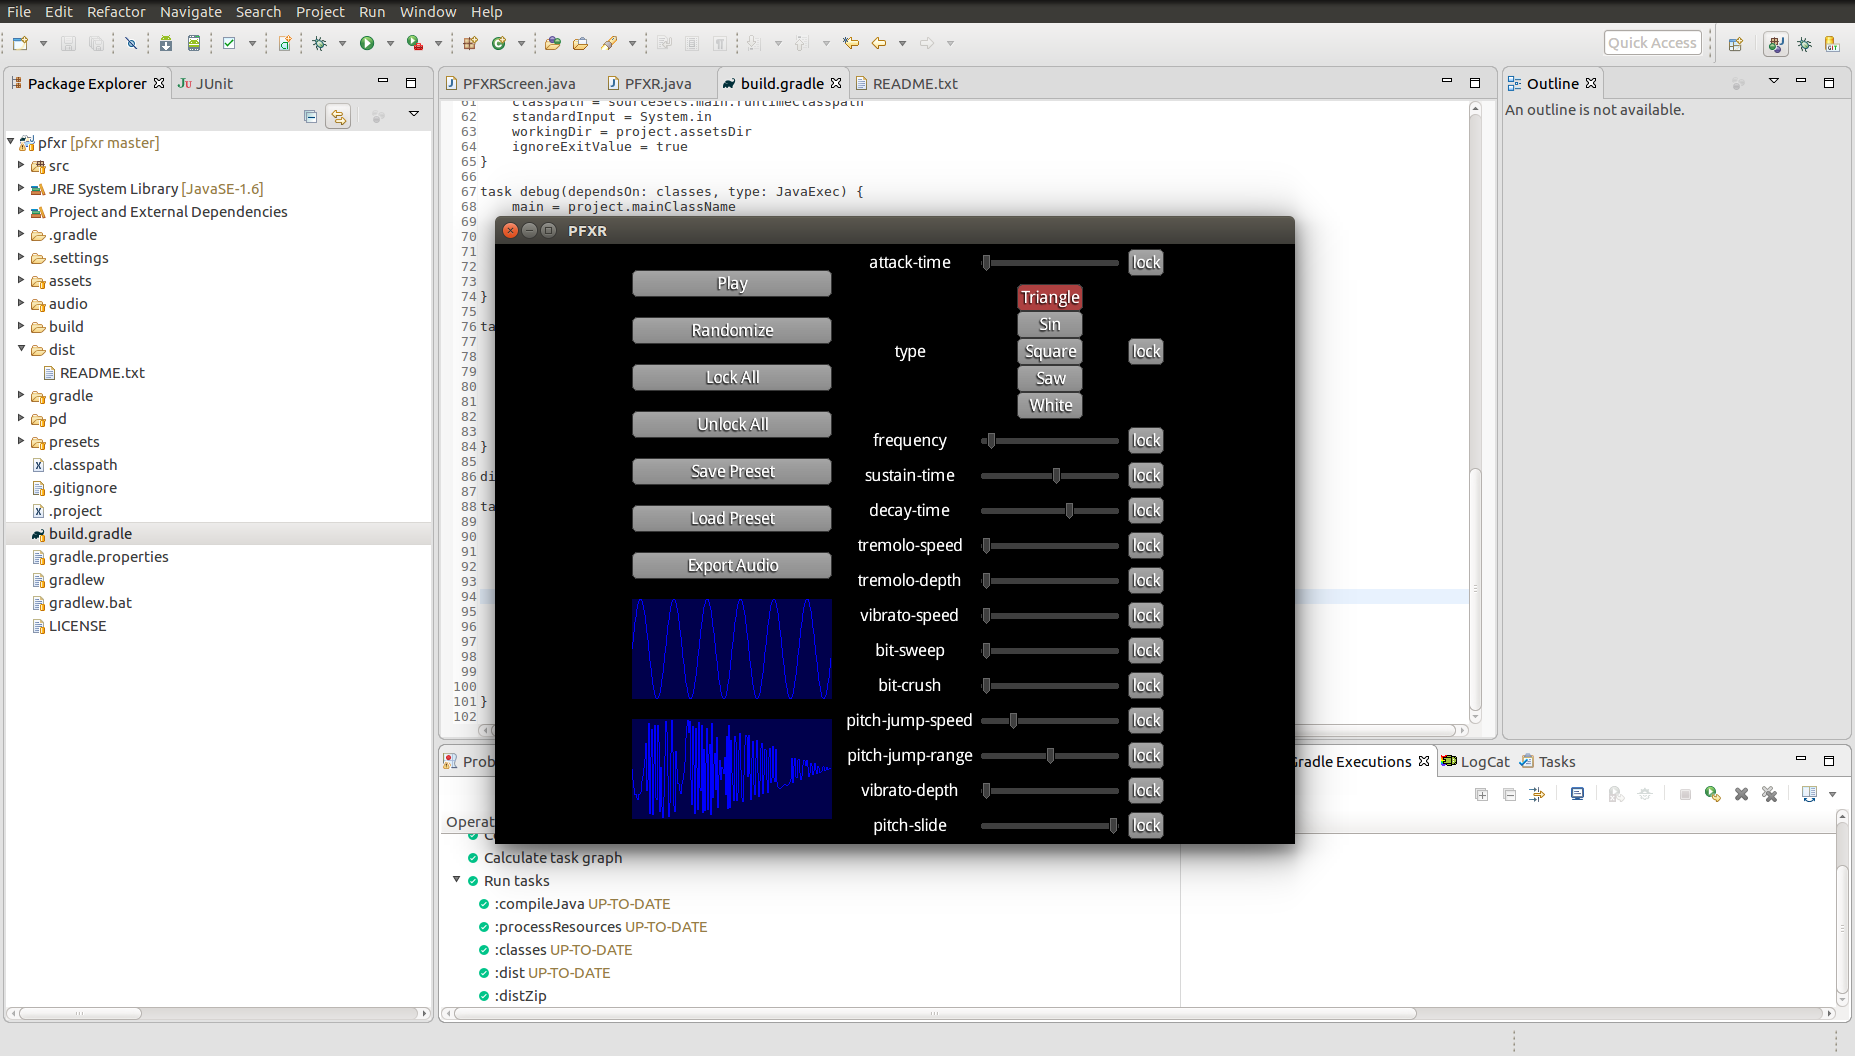 File Edit Refactor Navigate Search Project Run Window Help
Quick Access
Package Explorer JUnit
pfxr [pfxr master]
src
JRE System Library [JavaSE-1.6]
Project and External Dependencies
.gradle
.settings
assets
audio
build
dist
README.txt
gradle
pd
presets
.classpath
.gitignore
.project
build.gradle
gradle.properties
gradlew
gradlew.bat
LICENSE
PFXRScreen.java PFXR.java build.gradle README.txt
61 classpath = sourceSets.main.runtimeClasspath
62 standardInput = System.in
63 workingDir = project.assetsDir
64 ignoreExitValue = true
65 }
66
67 task debug(dependsOn: classes, type: JavaExec) {
68 main = project.mainClassName
69
70
71
72
73
74 }
75
76 ta
77
78
79
80
81
82
83
84 }
85
86 di
87
88 ta
89
90
91
92
93
94
95
96
97
98
99
100
101 }
102
PFXR
Play
Randomize
Lock All
Unlock All
Save Preset
Load Preset
Export Audio
attack-time lock
type lock
Triangle
Sin
Square
Saw
White
frequency lock
sustain-time lock
decay-time lock
tremolo-speed lock
tremolo-depth lock
vibrato-speed lock
bit-sweep lock
bit-crush lock
pitch-jump-speed lock
pitch-jump-range lock
vibrato-depth lock
pitch-slide lock
Outline
An outline is not available.
Prob Gradle Executions LogCat Tasks
Operat
Calculate task graph
Run tasks
:compileJava UP-TO-DATE
:processResources UP-TO-DATE
:classes UP-TO-DATE
:dist UP-TO-DATE
:distZip